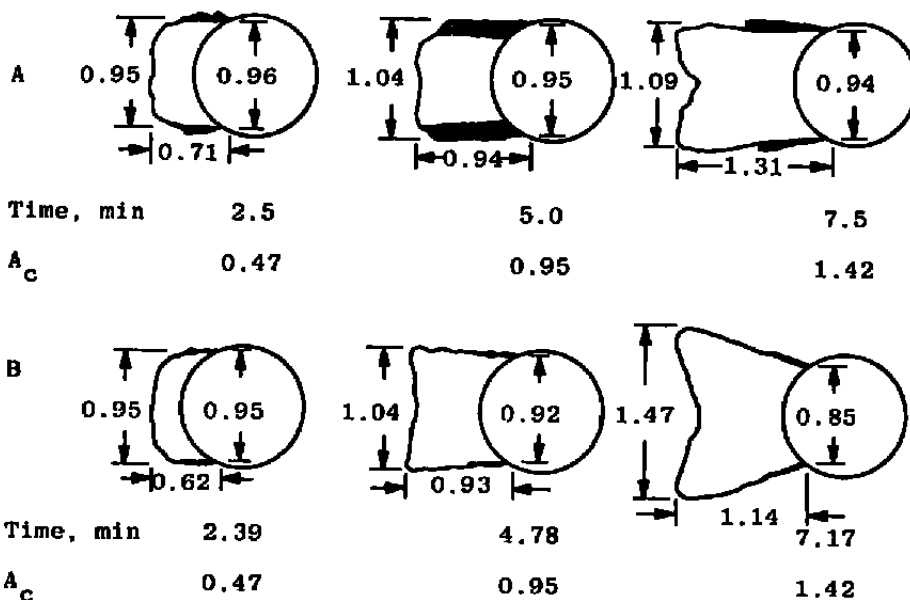 A 0.95 0.96 1.04 0.95 1.09 0.94
0.71 0.94 1.31
Time, min 2.5 5.0 7.5
Ac 0.47 0.95 1.42
B 0.95 0.95 1.04 0.92 1.47 0.85
0.62 0.93 1.14
Time, min 2.39 4.78 7.17
Ac 0.47 0.95 1.42